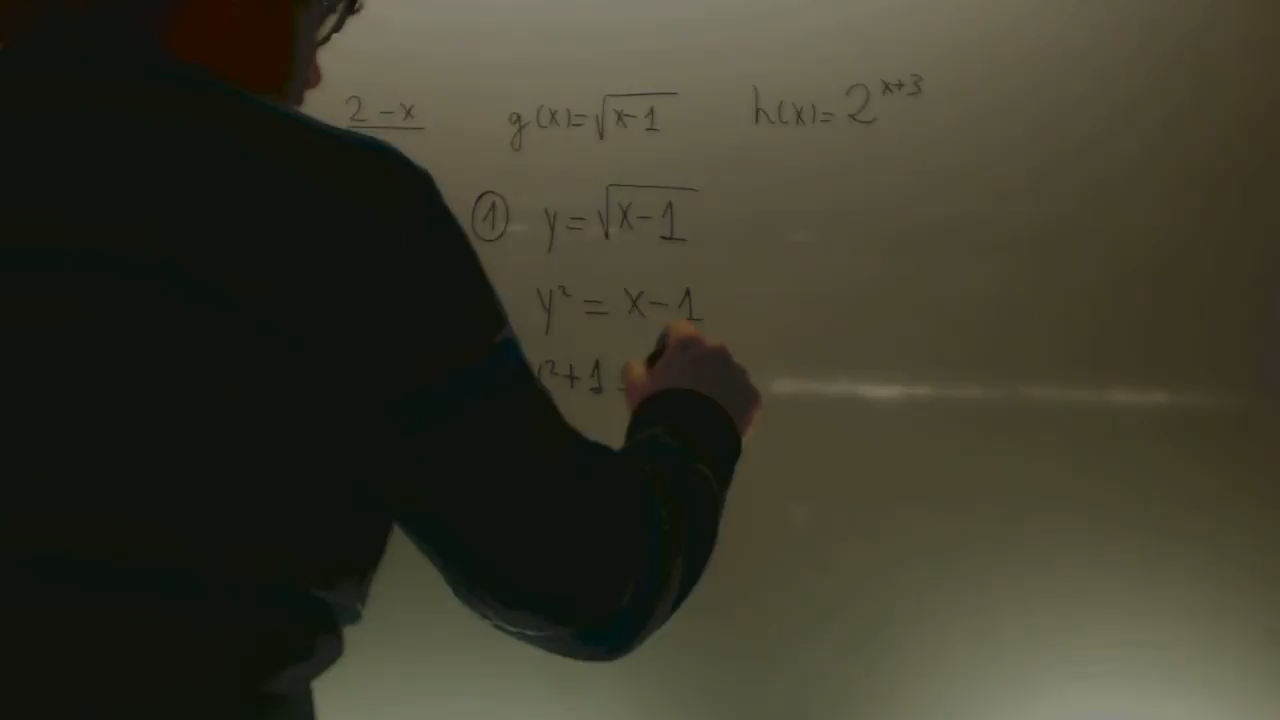 2-x g(x)=√(x-1) h(x)=2^(x+3)
① y=√(x-1)
y²=x-1
²+1